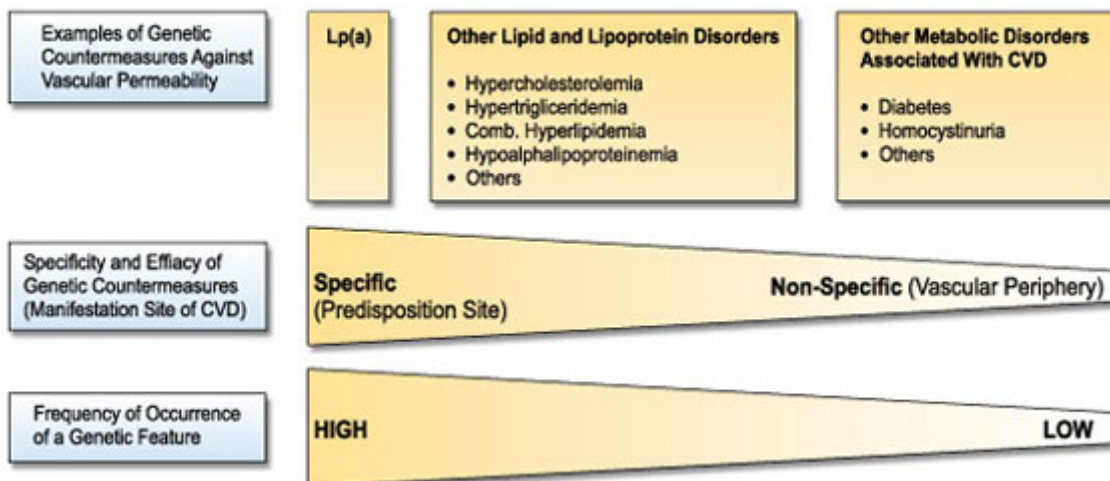 Examples of Genetic
Countermeasures Against
Vascular Permeability
Lp(a)
Other Lipid and Lipoprotein Disorders
• Hypercholesterolemia
• Hypertrigliceridemia
• Comb. Hyperlipidemia
• Hypoalphalipoproteinemia
• Others
Other Metabolic Disorders
Associated With CVD
• Diabetes
• Homocystinuria
• Others
Specificity and Effiacy of
Genetic Countermeasures
(Manifestation Site of CVD)
Specific
(Predisposition Site)
Non-Specific (Vascular Periphery)
Frequency of Occurrence
of a Genetic Feature
HIGH
LOW